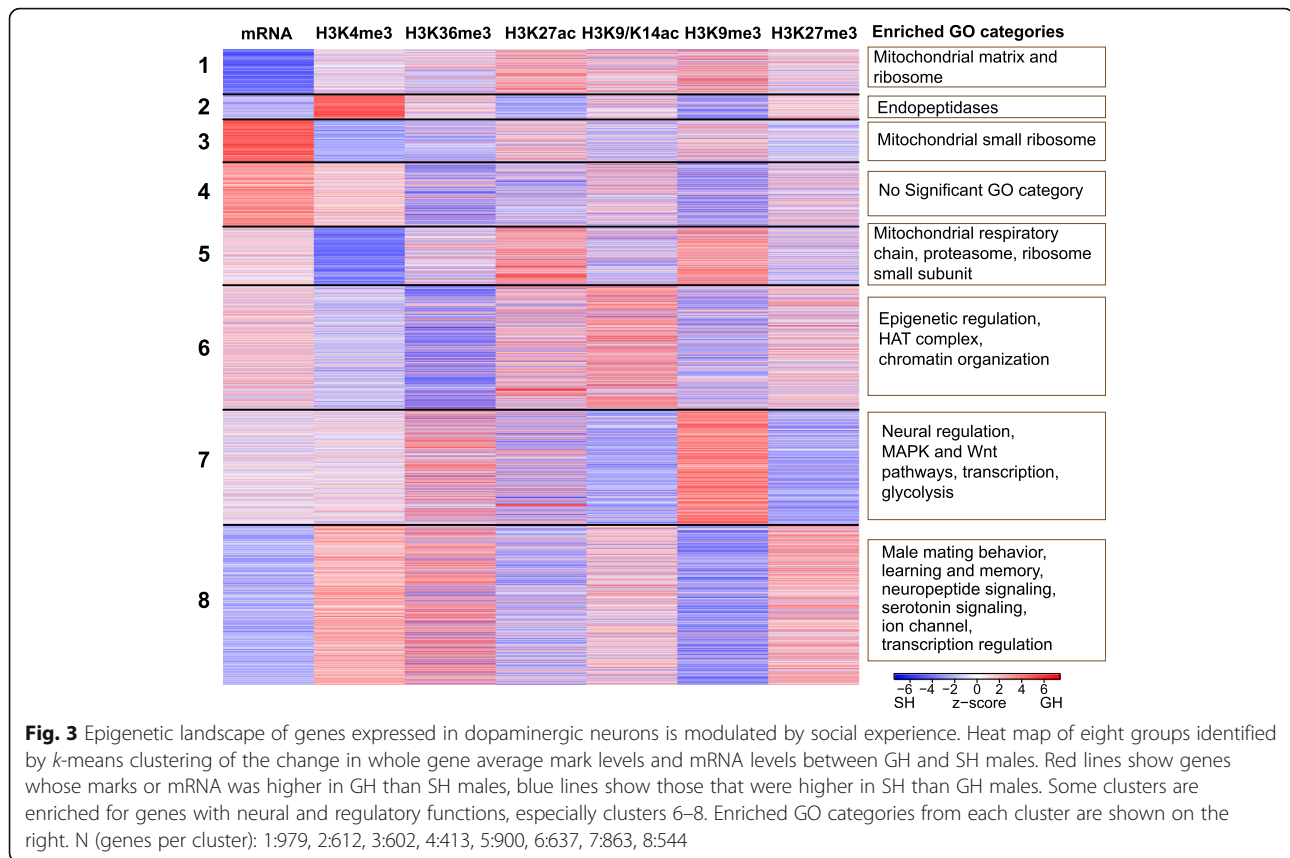 mRNA H3K4me3 H3K36me3 H3K27ac H3K9/K14ac H3K9me3 H3K27me3 Enriched GO categories
1
Mitochondrial matrix and
ribosome
2
Endopeptidases
3
Mitochondrial small ribosome
4
No Significant GO category
5
Mitochondrial respiratory
chain, proteasome, ribosome
small subunit
6
Epigenetic regulation,
HAT complex,
chromatin organization
7
Neural regulation,
MAPK and Wnt
pathways, transcription,
glycolysis
8
Male mating behavior,
learning and memory,
neuropeptide signaling,
serotonin signaling,
ion channel,
transcription regulation
−6 −4 −2 0 2 4 6
SH z−score GH
Fig. 3 Epigenetic landscape of genes expressed in dopaminergic neurons is modulated by social experience. Heat map of eight groups identified
by k-means clustering of the change in whole gene average mark levels and mRNA levels between GH and SH males. Red lines show genes
whose marks or mRNA was higher in GH than SH males, blue lines show those that were higher in SH than GH males. Some clusters are
enriched for genes with neural and regulatory functions, especially clusters 6–8. Enriched GO categories from each cluster are shown on the
right. N (genes per cluster): 1:979, 2:612, 3:602, 4:413, 5:900, 6:637, 7:863, 8:544